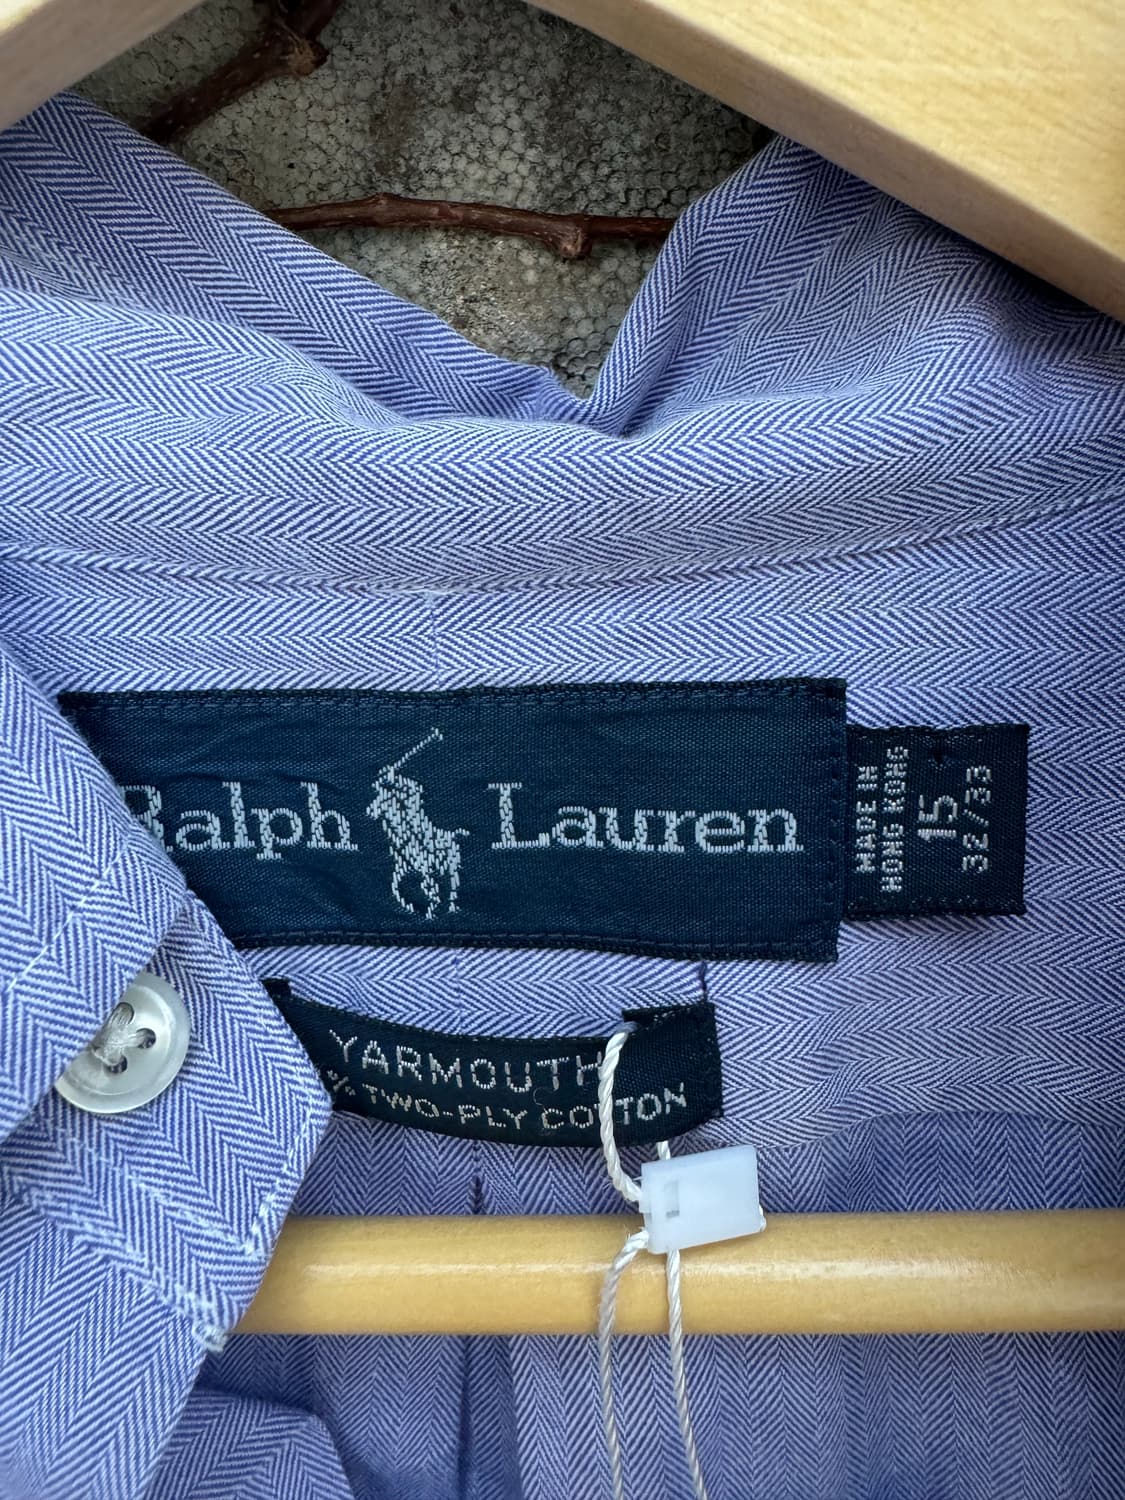 Ralph Lauren
MADE IN
HONG KONG
15
32/33
YARMOUTH
% TWO-PLY COTTON